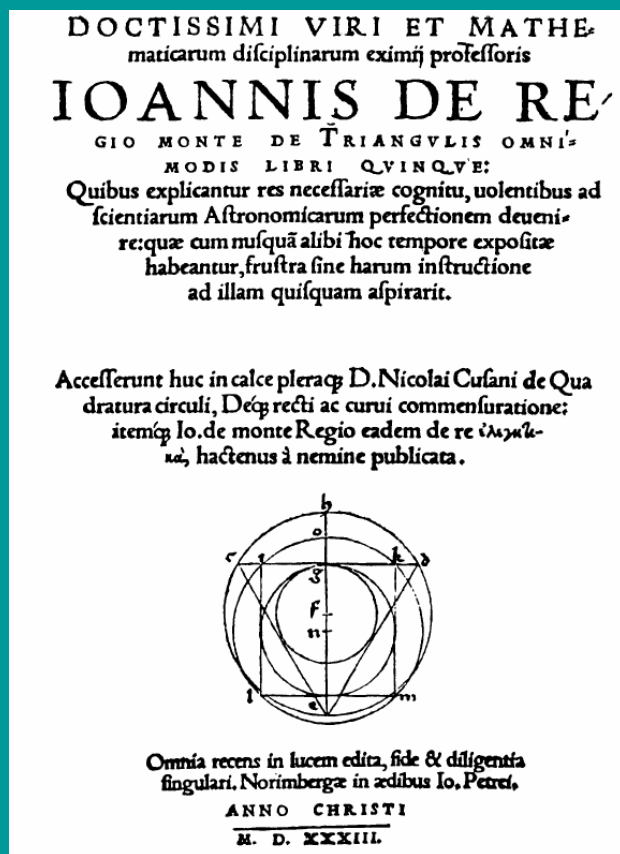 DOCTISSIMI VIRI ET MATHE⸗
maticarum diſciplinarum eximij profeſſoris
IOANNIS DE RE⸗
GIO MONTE DE TRIANGVLIS OMNI⸗
MODIS LIBRI QVINQVE:
Quibus explicantur res neceſſariæ cognitu, uolentibus ad
ſcientiarum Aſtronomicarum perfectionem deueni⸗
re: quæ cum nuſquã alibi hoc tempore expoſitæ
habeantur, fruſtra ſine harum inſtructione
ad illam quiſquam aſpirarit.
Acceſſerunt huc in calce pleraqꝫ D. Nicolai Cuſani de Qua
dratura circuli, Deqꝫ recti ac curui commenſuratione:
itemqꝫ Io. de monte Regio eadem de re ἐλεγκτι-
κὰ, hactenus à nemine publicata.
h
o
c i k d
g
f
n
l e m
Omnia recens in lucem edita, fide & diligentia
ſingulari. Norimbergæ in ædibus Io. Petrei,
ANNO CHRISTI
M. D. XXXIII.